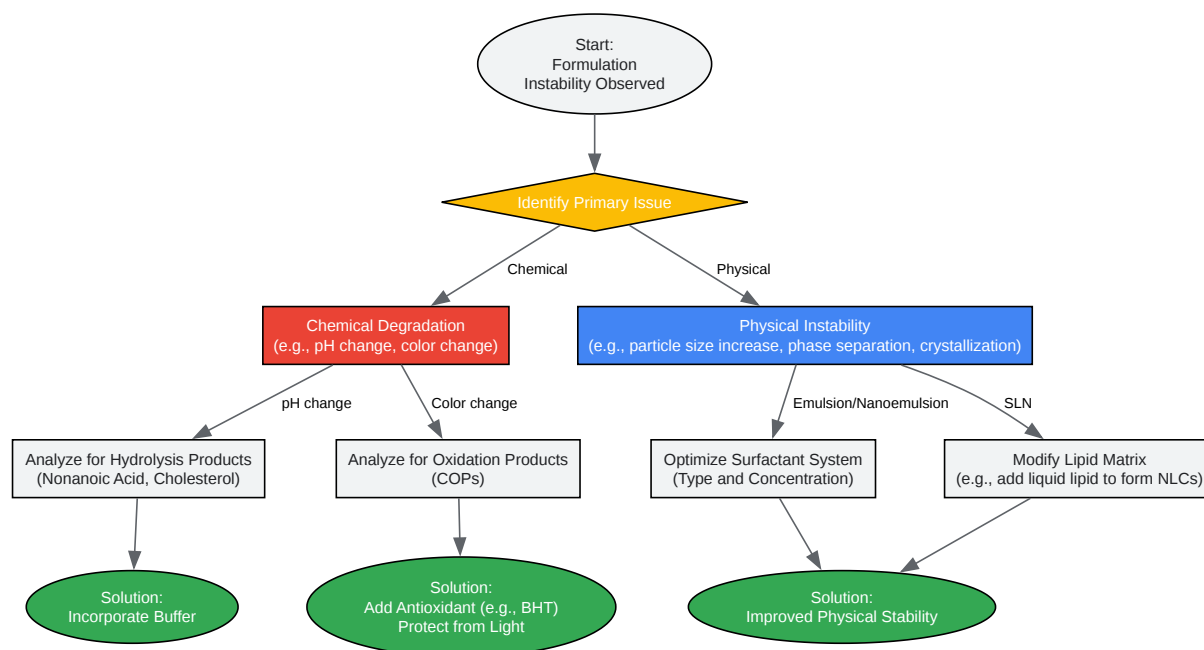 Start:
Formulation
Instability Observed
Identify Primary Issue
Chemical
Physical
Chemical Degradation
(e.g., pH change, color change)
Physical Instability
(e.g., particle size increase, phase separation, crystallization)
pH change
Color change
Emulsion/Nanoemulsion
SLN
Analyze for Hydrolysis Products
(Nonanoic Acid, Cholesterol)
Analyze for Oxidation Products
(COPs)
Optimize Surfactant System
(Type and Concentration)
Modify Lipid Matrix
(e.g., add liquid lipid to form NLCs)
Solution:
Incorporate Buffer
Solution:
Add Antioxidant (e.g., BHT)
Protect from Light
Solution:
Improved Physical Stability